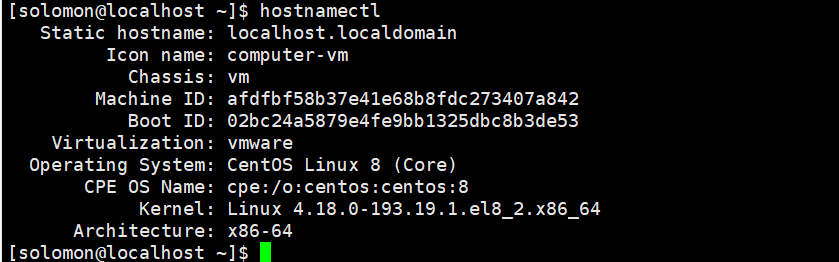 [solomon@localhost ~]$ hostnamectl
Static hostname: localhost.localdomain
Icon name: computer-vm
Chassis: vm
Machine ID: afdfbf58b37e41e68b8fdc273407a842
Boot ID: 02bc24a5879e4fe9bb1325dbc8b3de53
Virtualization: vmware
Operating System: CentOS Linux 8 (Core)
CPE OS Name: cpe:/o:centos:centos:8
Kernel: Linux 4.18.0-193.19.1.el8_2.x86_64
Architecture: x86-64
[solomon@localhost ~]$